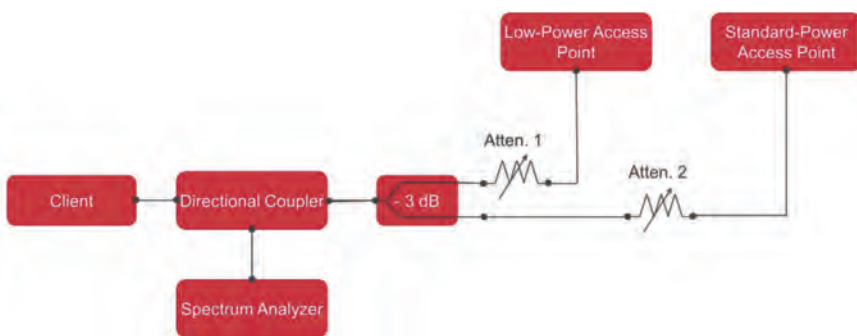 Low-Power Access
Point
Standard-Power
Access Point
Atten. 1
Atten. 2
Client
Directional Coupler
- 3 dB
Spectrum Analyzer